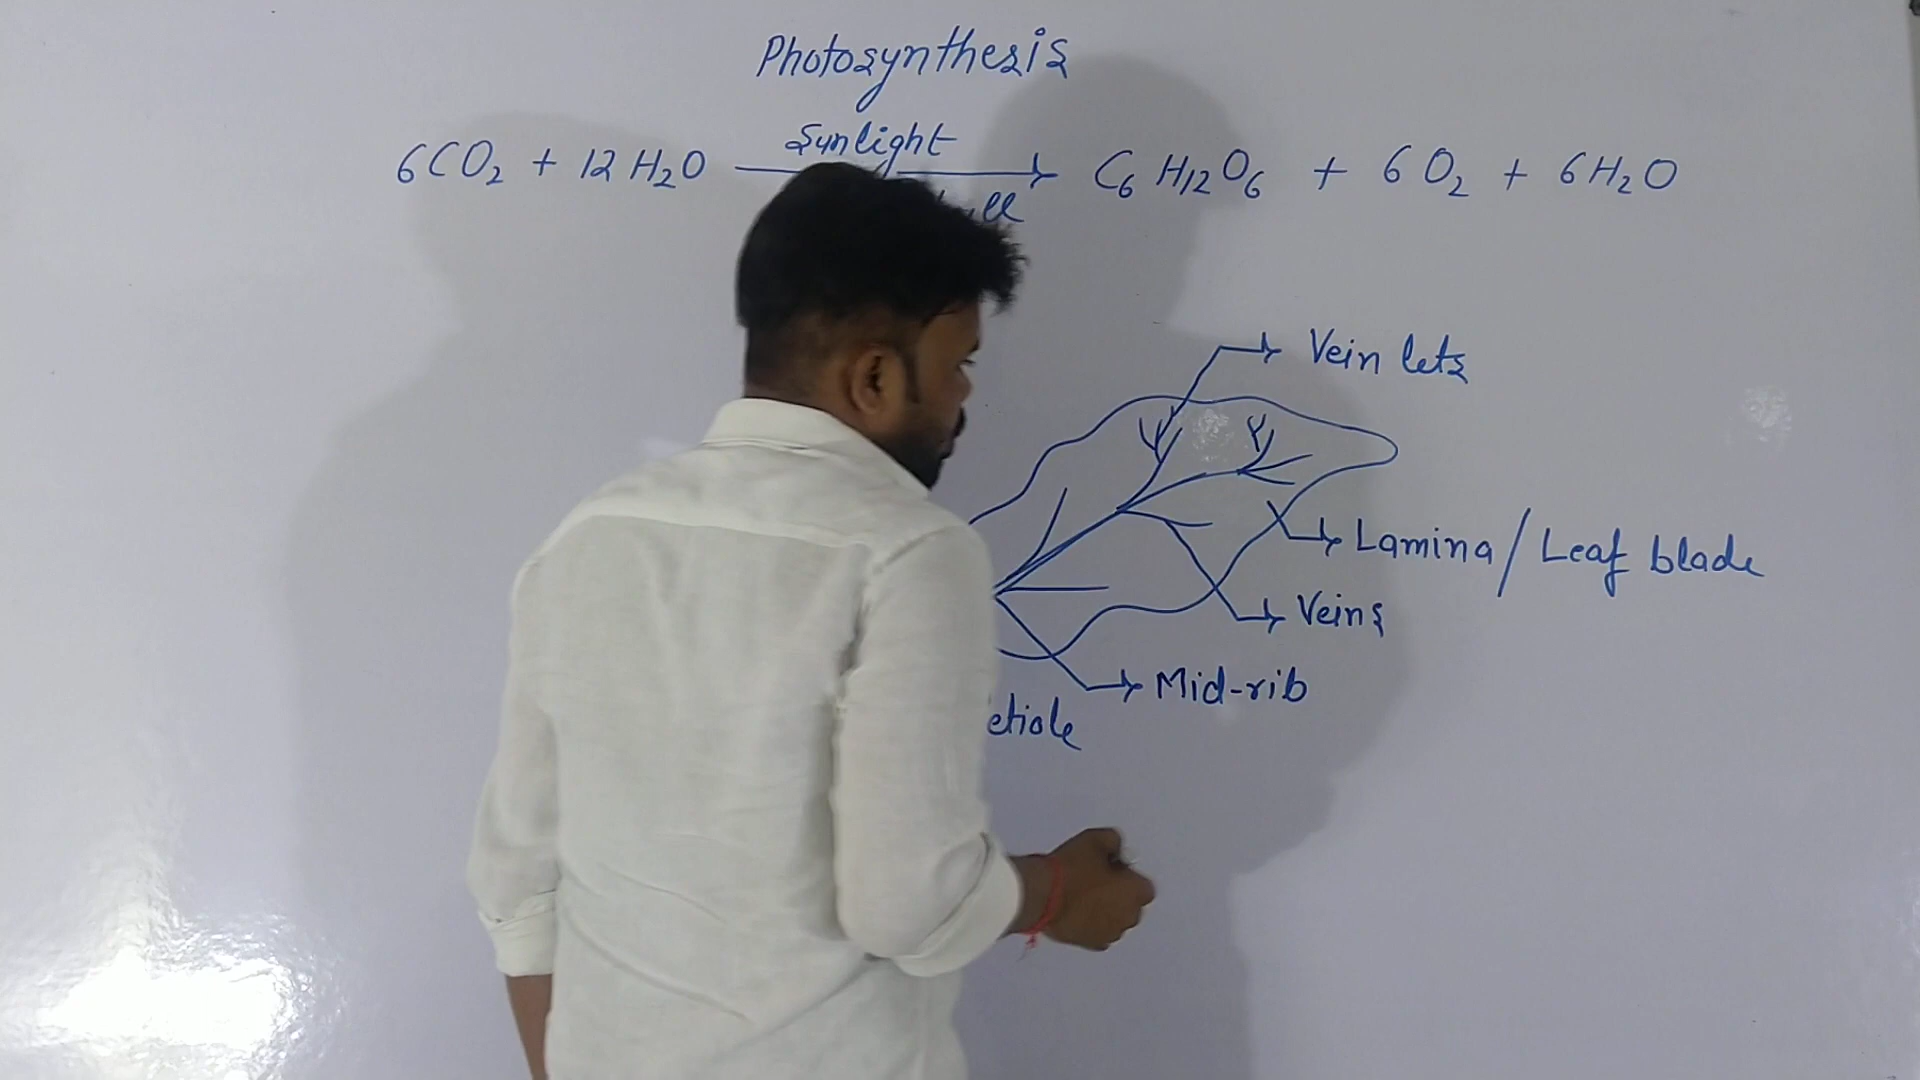 Photosynthesis
Sunlight
6CO₂ + 12H₂O → C₆H₁₂O₆ + 6O₂ + 6H₂O
Vein lets
Lamina / Leaf blade
Veins
Mid-rib
etiole